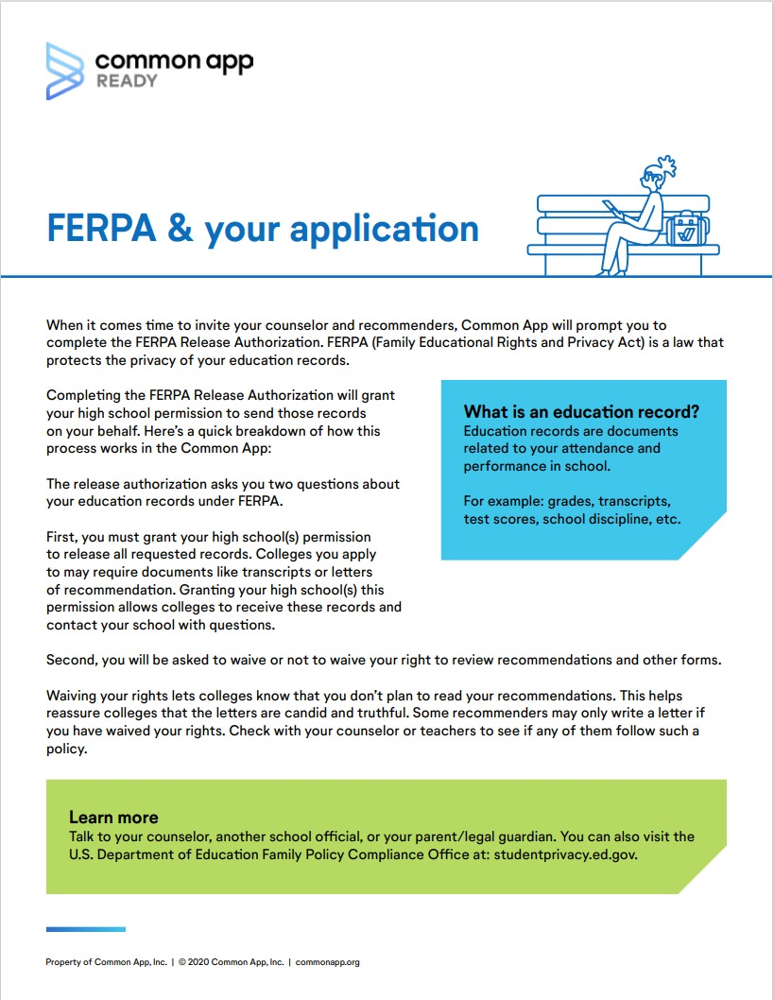 common app
READY
FERPA & your application
When it comes time to invite your counselor and recommenders, Common App will prompt you to
complete the FERPA Release Authorization. FERPA (Family Educational Rights and Privacy Act) is a law that
protects the privacy of your education records.
Completing the FERPA Release Authorization will grant
your high school permission to send those records
on your behalf. Here's a quick breakdown of how this
process works in the Common App:
The release authorization asks you two questions about
your education records under FERPA.
First, you must grant your high school(s) permission
to release all requested records. Colleges you apply
to may require documents like transcripts or letters
of recommendation. Granting your high school(s) this
permission allows colleges to receive these records and
contact your school with questions.
What is an education record?
Education records are documents
related to your attendance and
performance in school.
For example: grades, transcripts,
test scores, school discipline, etc.
Second, you will be asked to waive or not to waive your right to review recommendations and other forms.
Waiving your rights lets colleges know that you don't plan to read your recommendations. This helps
reassure colleges that the letters are candid and truthful. Some recommenders may only write a letter if
you have waived your rights. Check with your counselor or teachers to see if any of them follow such a
policy.
Learn more
Talk to your counselor, another school official, or your parent/legal guardian. You can also visit the
U.S. Department of Education Family Policy Compliance Office at: studentprivacy.ed.gov.
Property of Common App, Inc. | © 2020 Common App, Inc. | commonapp.org